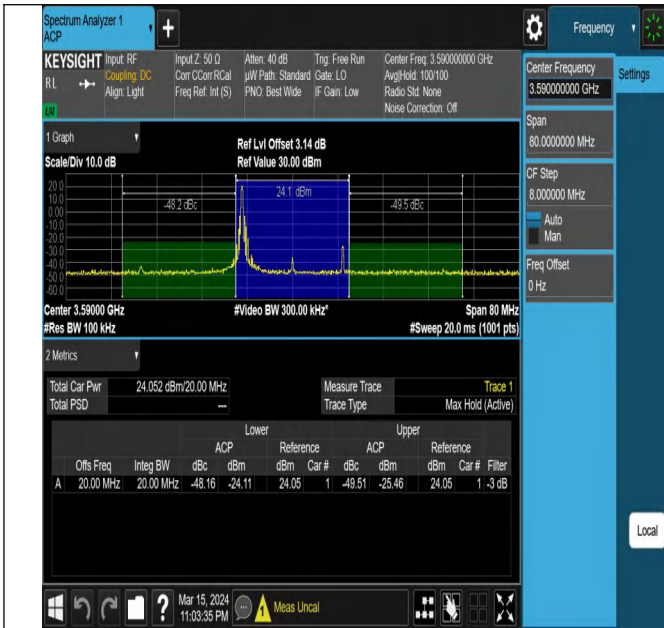 Spectrum Analyzer 1
ACP
Frequency
KEYSIGHT
RL
LXI
Input: RF
Coupling: DC
Align: Light
Input Z: 50 Ω
Corr CCorr RCal
Freq Ref: Int (S)
Atten: 40 dB
µW Path: Standard
PNO: Best Wide
Trig: Free Run
Gate: LO
IF Gain: Low
Center Freq: 3.590000000 GHz
Avg|Hold: 100/100
Radio Std: None
Noise Correction: Off
Center Frequency
3.590000000 GHz
Settings
Span
80.0000000 MHz
CF Step
8.000000 MHz
Auto
Man
Freq Offset
0 Hz
Local
1 Graph
Scale/Div 10.0 dB
Ref Lvl Offset 3.14 dB
Ref Value 30.00 dBm
20.0
10.0
0.00
-10.0
-20.0
-30.0
-40.0
-50.0
-60.0
-48.2 dBc
24.1 dBm
-49.5 dBc
Center 3.59000 GHz
#Video BW 300.00 kHz*
Span 80 MHz
#Res BW 100 kHz
#Sweep 20.0 ms (1001 pts)
2 Metrics
Total Car Pwr 24.052 dBm/20.00 MHz
Total PSD ---
Measure Trace Trace 1
Trace Type Max Hold (Active)
Lower Upper
ACP Reference ACP Reference
Offs Freq Integ BW dBc dBm dBm Car # dBc dBm dBm Car # Filter
A 20.00 MHz 20.00 MHz -48.16 -24.11 24.05 1 -49.51 -25.46 24.05 1 -3 dB
?
Mar 15, 2024
11:03:35 PM
1
Meas Uncal